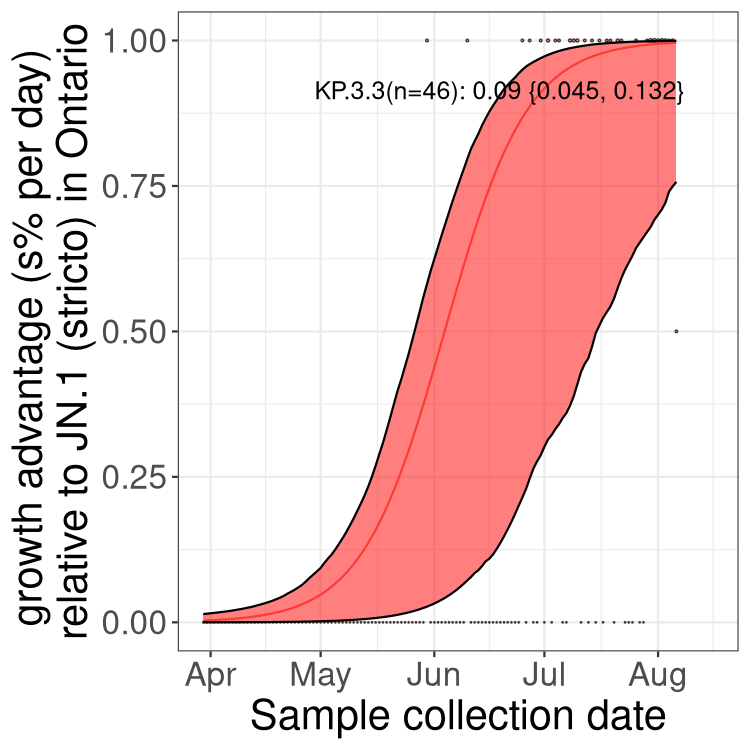 growth advantage (s% per day)
relative to JN.1 (stricto) in Ontario
1.00
0.75
0.50
0.25
0.00
KP.3.3(n=46): 0.09 {0.045, 0.132}
Apr May Jun Jul Aug
Sample collection date